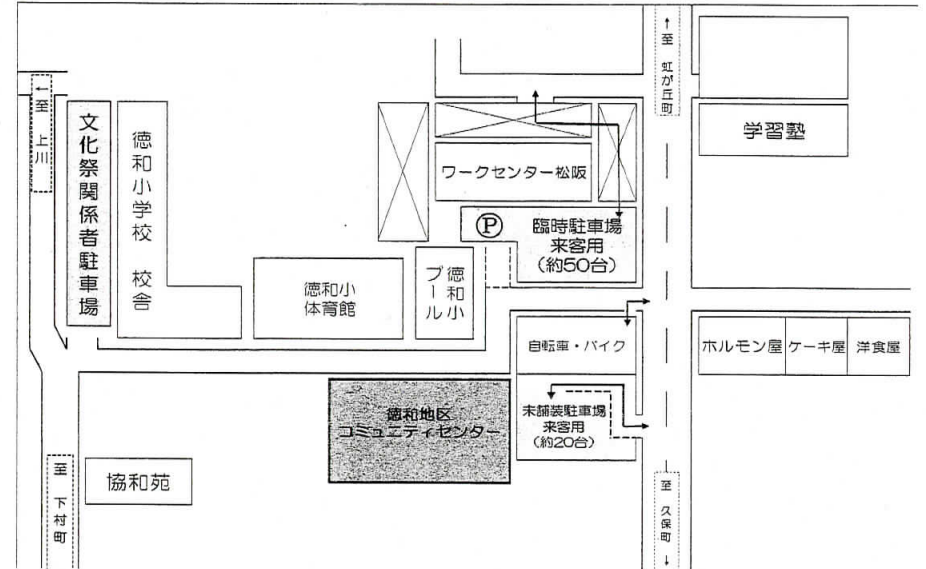 ↑至 虹が丘町
←至 上川
文化祭関係者駐車場
徳和小学校 校舎
ワークセンター松阪
学習塾
Ⓟ 臨時駐車場
来客用
(約50台)
徳和小
体育館
徳和小
プール
自転車・バイク
ホルモン屋
ケーキ屋
洋食屋
徳和地区
コミュニティセンター
未舗装駐車場
来客用
(約20台)
協和苑
至 下村町
至 久保町→